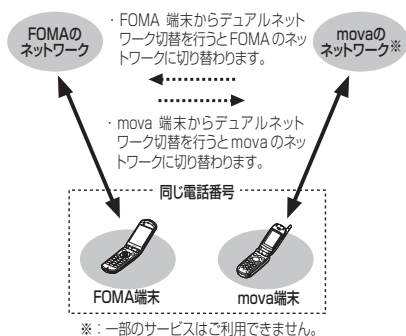 FOMAの
ネットワーク
・FOMA 端末からデュアルネット
ワーク切替を行うとFOMAのネッ
トワークに切り替わります。
movaの
ネットワーク※
・mova 端末からデュアルネット
ワーク切替を行うとmovaのネッ
トワークに切り替わります。
同じ電話番号
FOMA端末
mova端末
※：一部のサービスはご利用できません。